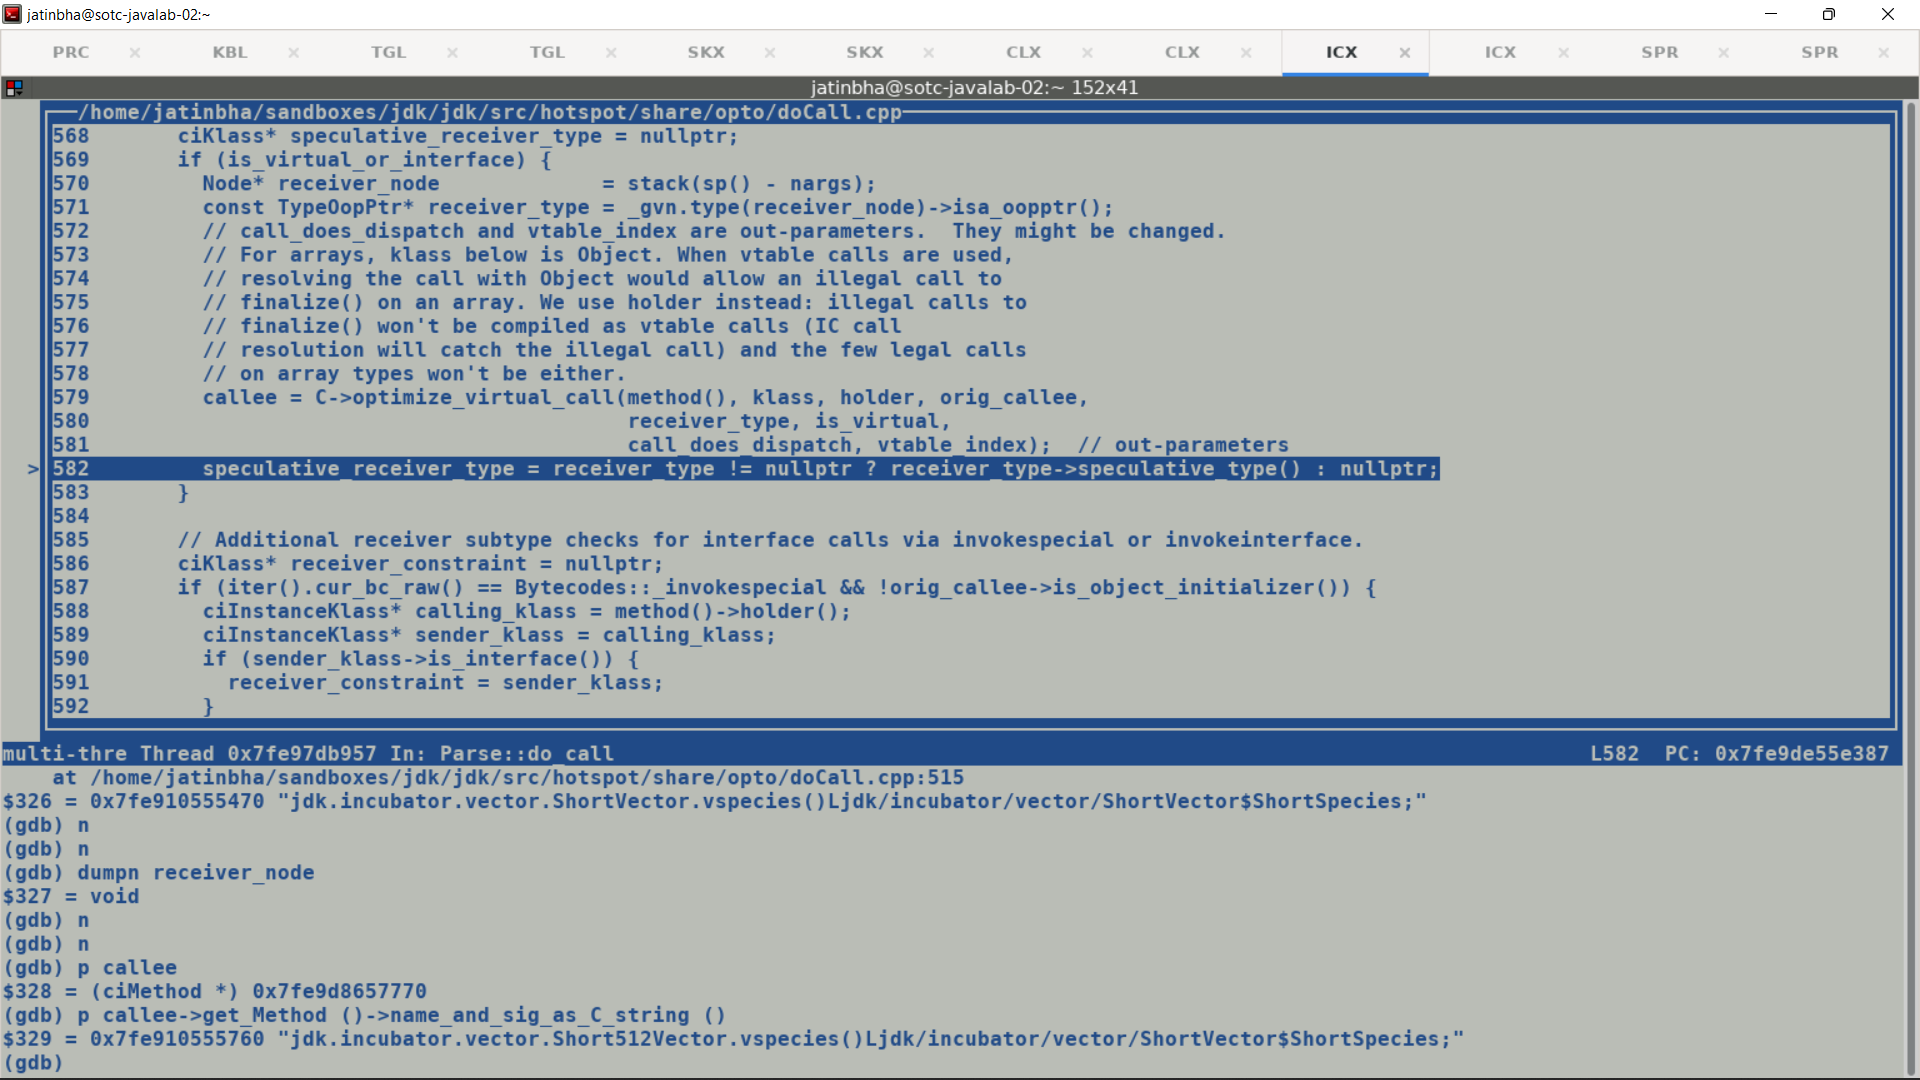 jatinbha@sotc-javalab-02:~
PRC × KBL × TGL × TGL × SKX × SKX × CLX × CLX × ICX × ICX × SPR × SPR ×
jatinbha@sotc-javalab-02:~ 152x41
/home/jatinbha/sandboxes/jdk/jdk/src/hotspot/share/opto/doCall.cpp
568       ciKlass* speculative_receiver_type = nullptr;
569       if (is_virtual_or_interface) {
570         Node* receiver_node             = stack(sp() - nargs);
571         const TypeOopPtr* receiver_type = _gvn.type(receiver_node)->isa_oopptr();
572         // call_does_dispatch and vtable_index are out-parameters.  They might be changed.
573         // For arrays, klass below is Object. When vtable calls are used,
574         // resolving the call with Object would allow an illegal call to
575         // finalize() on an array. We use holder instead: illegal calls to
576         // finalize() won't be compiled as vtable calls (IC call
577         // resolution will catch the illegal call) and the few legal calls
578         // on array types won't be either.
579         callee = C->optimize_virtual_call(method(), klass, holder, orig_callee,
580                                           receiver_type, is_virtual,
581                                           call_does_dispatch, vtable_index);  // out-parameters
> 582         speculative_receiver_type = receiver_type != nullptr ? receiver_type->speculative_type() : nullptr;
583       }
584
585       // Additional receiver subtype checks for interface calls via invokespecial or invokeinterface.
586       ciKlass* receiver_constraint = nullptr;
587       if (iter().cur_bc_raw() == Bytecodes::_invokespecial && !orig_callee->is_object_initializer()) {
588         ciInstanceKlass* calling_klass = method()->holder();
589         ciInstanceKlass* sender_klass = calling_klass;
590         if (sender_klass->is_interface()) {
591           receiver_constraint = sender_klass;
592         }
multi-thre Thread 0x7fe97db957 In: Parse::do_call L582  PC: 0x7fe9de55e387
    at /home/jatinbha/sandboxes/jdk/jdk/src/hotspot/share/opto/doCall.cpp:515
$326 = 0x7fe910555470 "jdk.incubator.vector.ShortVector.vspecies()Ljdk/incubator/vector/ShortVector$ShortSpecies;"
(gdb) n
(gdb) n
(gdb) dumpn receiver_node
$327 = void
(gdb) n
(gdb) n
(gdb) p callee
$328 = (ciMethod *) 0x7fe9d8657770
(gdb) p callee->get_Method ()->name_and_sig_as_C_string ()
$329 = 0x7fe910555760 "jdk.incubator.vector.Short512Vector.vspecies()Ljdk/incubator/vector/ShortVector$ShortSpecies;"
(gdb)